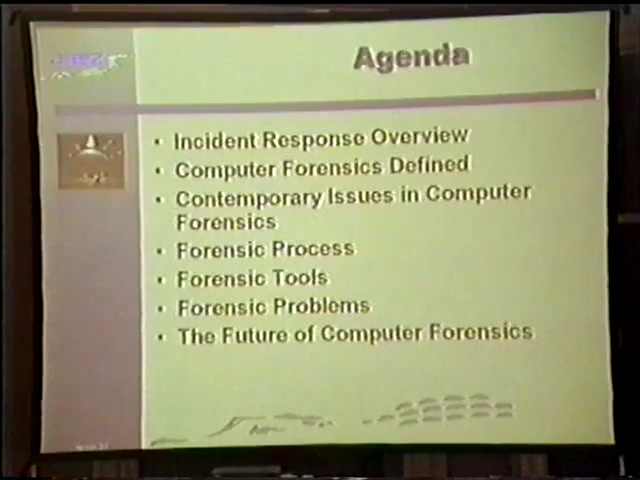 Agenda
• Incident Response Overview
• Computer Forensics Defined
• Contemporary Issues in Computer
Forensics
• Forensic Process
• Forensic Tools
• Forensic Problems
• The Future of Computer Forensics